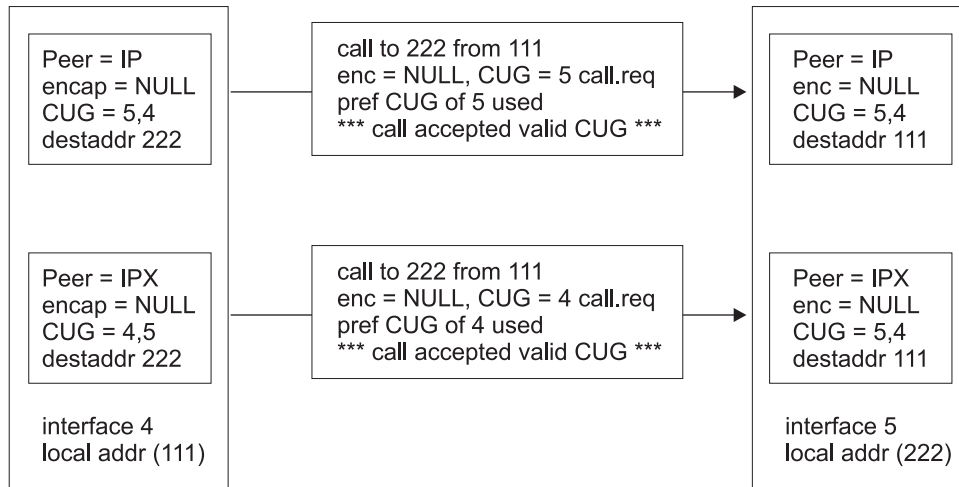 Peer = IP
encap = NULL
CUG = 5,4
destaddr 222
call to 222 from 111
enc = NULL, CUG = 5 call.req
pref CUG of 5 used
*** call accepted valid CUG ***
Peer = IP
enc = NULL
CUG = 5,4
destaddr 111
Peer = IPX
encap = NULL
CUG = 4,5
destaddr 222
call to 222 from 111
enc = NULL, CUG = 4 call.req
pref CUG of 4 used
*** call accepted valid CUG ***
Peer = IPX
enc = NULL
CUG = 5,4
destaddr 111
interface 4
local addr (111)
interface 5
local addr (222)